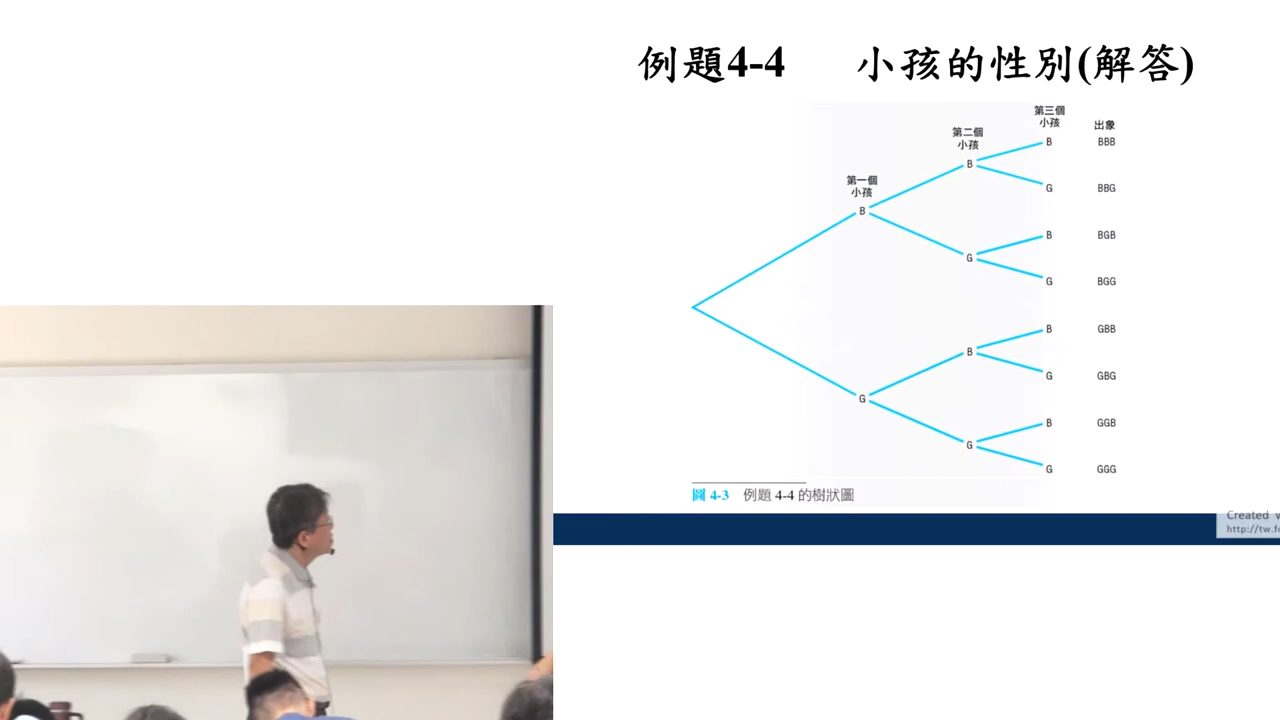 例題4-4 小孩的性別(解答)
第一個
小孩
第二個
小孩
第三個
小孩
出象
B
G
B
G
B
G
B
G
B
G
B
G
B
G
BBB
BBG
BGB
BGG
GBB
GBG
GGB
GGG
圖 4-3 例題 4-4 的樹狀圖
Created
http://tw.